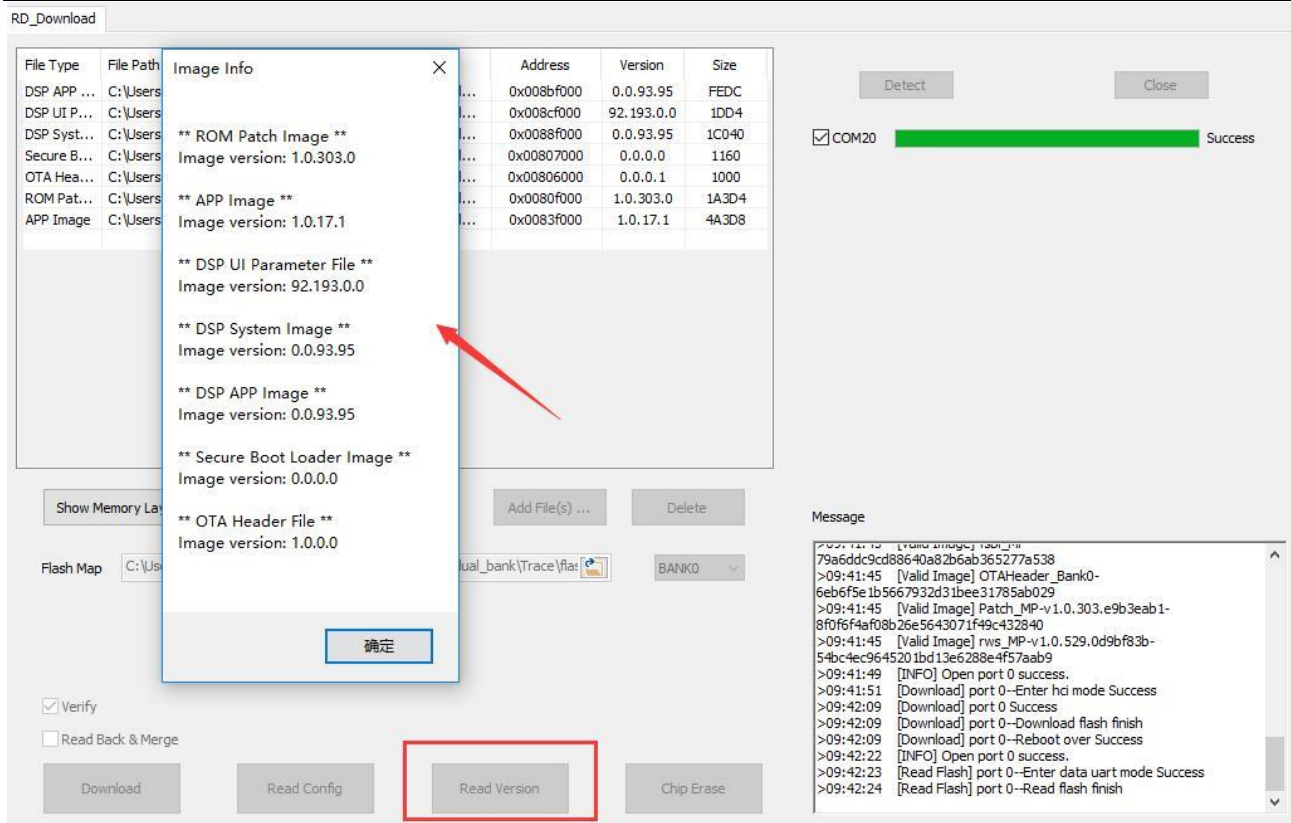 RD_Download
File Type File Path Address Version Size
DSP APP ... C:\Users ... 0x008bf000 0.0.93.95 FEDC
DSP UI P... C:\Users ... 0x008cf000 92.193.0.0 1DD4
DSP Syst... C:\Users ... 0x0088f000 0.0.93.95 1C040
Secure B... C:\Users ... 0x00807000 0.0.0.0 1160
OTA Hea... C:\Users ... 0x00806000 0.0.0.1 1000
ROM Pat... C:\Users ... 0x0080f000 1.0.303.0 1A3D4
APP Image C:\Users ... 0x0083f000 1.0.17.1 4A3D8
Image Info
** ROM Patch Image **
Image version: 1.0.303.0
** APP Image **
Image version: 1.0.17.1
** DSP UI Parameter File **
Image version: 92.193.0.0
** DSP System Image **
Image version: 0.0.93.95
** DSP APP Image **
Image version: 0.0.93.95
** Secure Boot Loader Image **
Image version: 0.0.0.0
** OTA Header File **
Image version: 1.0.0.0
确定
Detect Close
COM20 Success
Show Memory Lay Add File(s) ... Delete
Flash Map C:\Use ual_bank\Trace\flas BANK0
Verify
Read Back & Merge
Download Read Config Read Version Chip Erase
Message
79a6ddc9cd88640a82b6ab365277a538
>09:41:45 [Valid Image] OTAHeader_Bank0-
6eb6f5e1b5667932d31bee31785ab029
>09:41:45 [Valid Image] Patch_MP-v1.0.303.e9b3eab1-
8f0f6f4af08b26e5643071f49c432840
>09:41:45 [Valid Image] rws_MP-v1.0.529.0d9bf83b-
54bc4ec9645201bd13e6288e4f57aab9
>09:41:49 [INFO] Open port 0 success.
>09:41:51 [Download] port 0--Enter hci mode Success
>09:42:09 [Download] port 0 Success
>09:42:09 [Download] port 0--Download flash finish
>09:42:09 [Download] port 0--Reboot over Success
>09:42:22 [INFO] Open port 0 success.
>09:42:23 [Read Flash] port 0--Enter data uart mode Success
>09:42:24 [Read Flash] port 0--Read flash finish